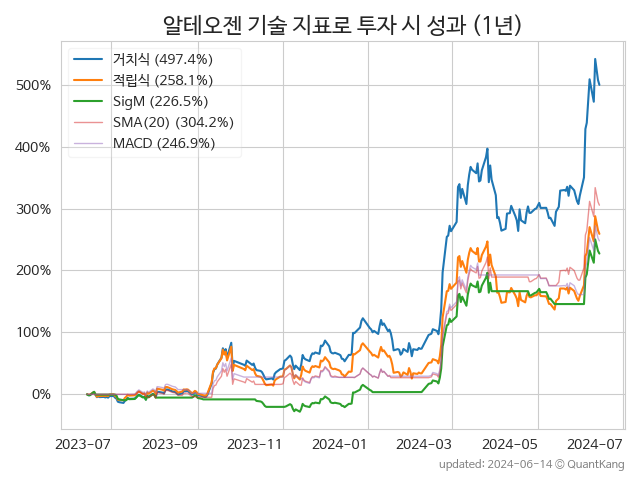 알테오젠 기술 지표로 투자 시 성과 (1년)
거치식 (497.4%)
적립식 (258.1%)
SigM (226.5%)
SMA(20) (304.2%)
MACD (246.9%)
500%
400%
300%
200%
100%
0%
2023-07 2023-09 2023-11 2024-01 2024-03 2024-05 2024-07
updated: 2024-06-14 © QuantKang